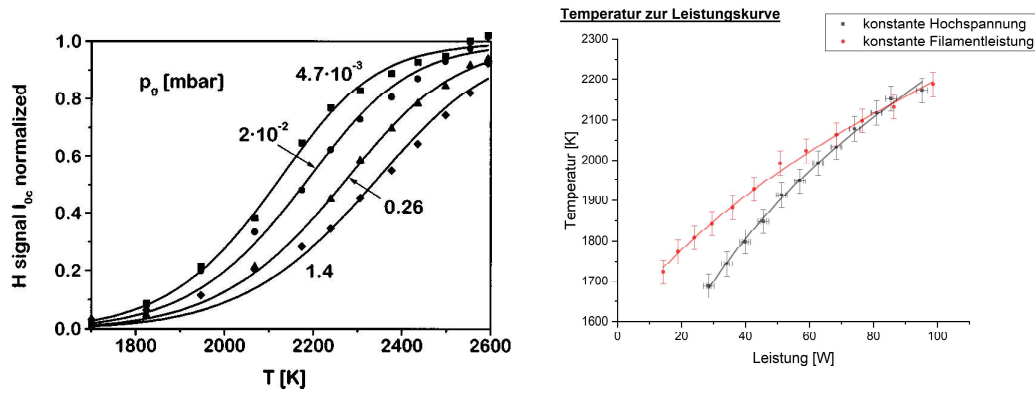 1.0
0.8
0.6
0.4
0.2
0.0
H signal I0c normalized
pg [mbar]
4.7·10-3
2·10-2
0.26
1.4
1800 2000 2200 2400 2600
T [K]
Temperatur zur Leistungskurve
konstante Hochspannung
konstante Filamentleistung
2300
2200
2100
2000
1900
1800
1700
1600
Temperatur [K]
0 20 40 60 80 100
Leistung [W]